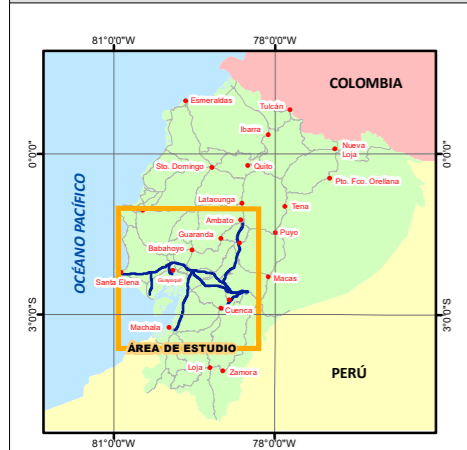 81°0'0"W 78°0'0"W
COLOMBIA
Esmeraldas
Tulcán
Ibarra
Nueva
Loja
0°0'0"
0°0'0"
Sto. Domingo
Quito
Pto. Fco. Orellana
OCÉANO PACÍFICO
Latacunga
Tena
Ambato
Guaranda
Puyo
Babahoyo
Santa Elena
Guayaquil
Macas
3°0'0"S
3°0'0"S
Cuenca
Machala
ÁREA DE ESTUDIO
Loja
Zamora
PERÚ
81°0'0"W 78°0'0"W